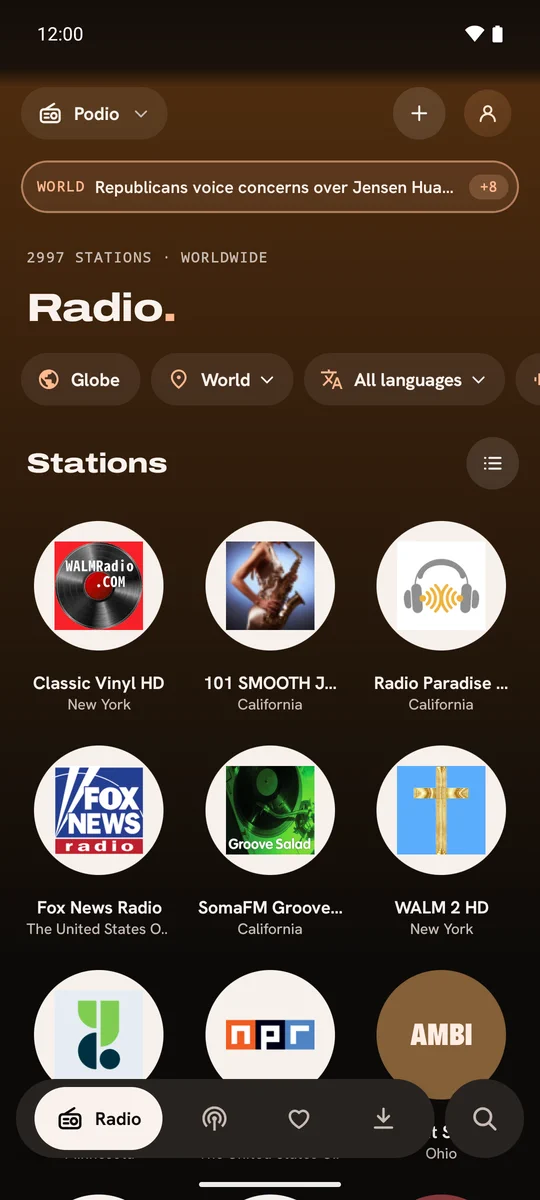 12:00
Podio
WORLD Republicans voice concerns over Jensen Hua... +8
2997 STATIONS · WORLDWIDE
Radio.
Globe World All languages
Stations
WALMRadio
.COM
Classic Vinyl HD
New York
101 SMOOTH J...
California
Radio Paradise ...
California
FOX
NEWS
radio
Groove Salad
Fox News Radio
The United States O..
SomaFM Groove...
California
WALM 2 HD
New York
npr
AMBI
Ohio
Radio